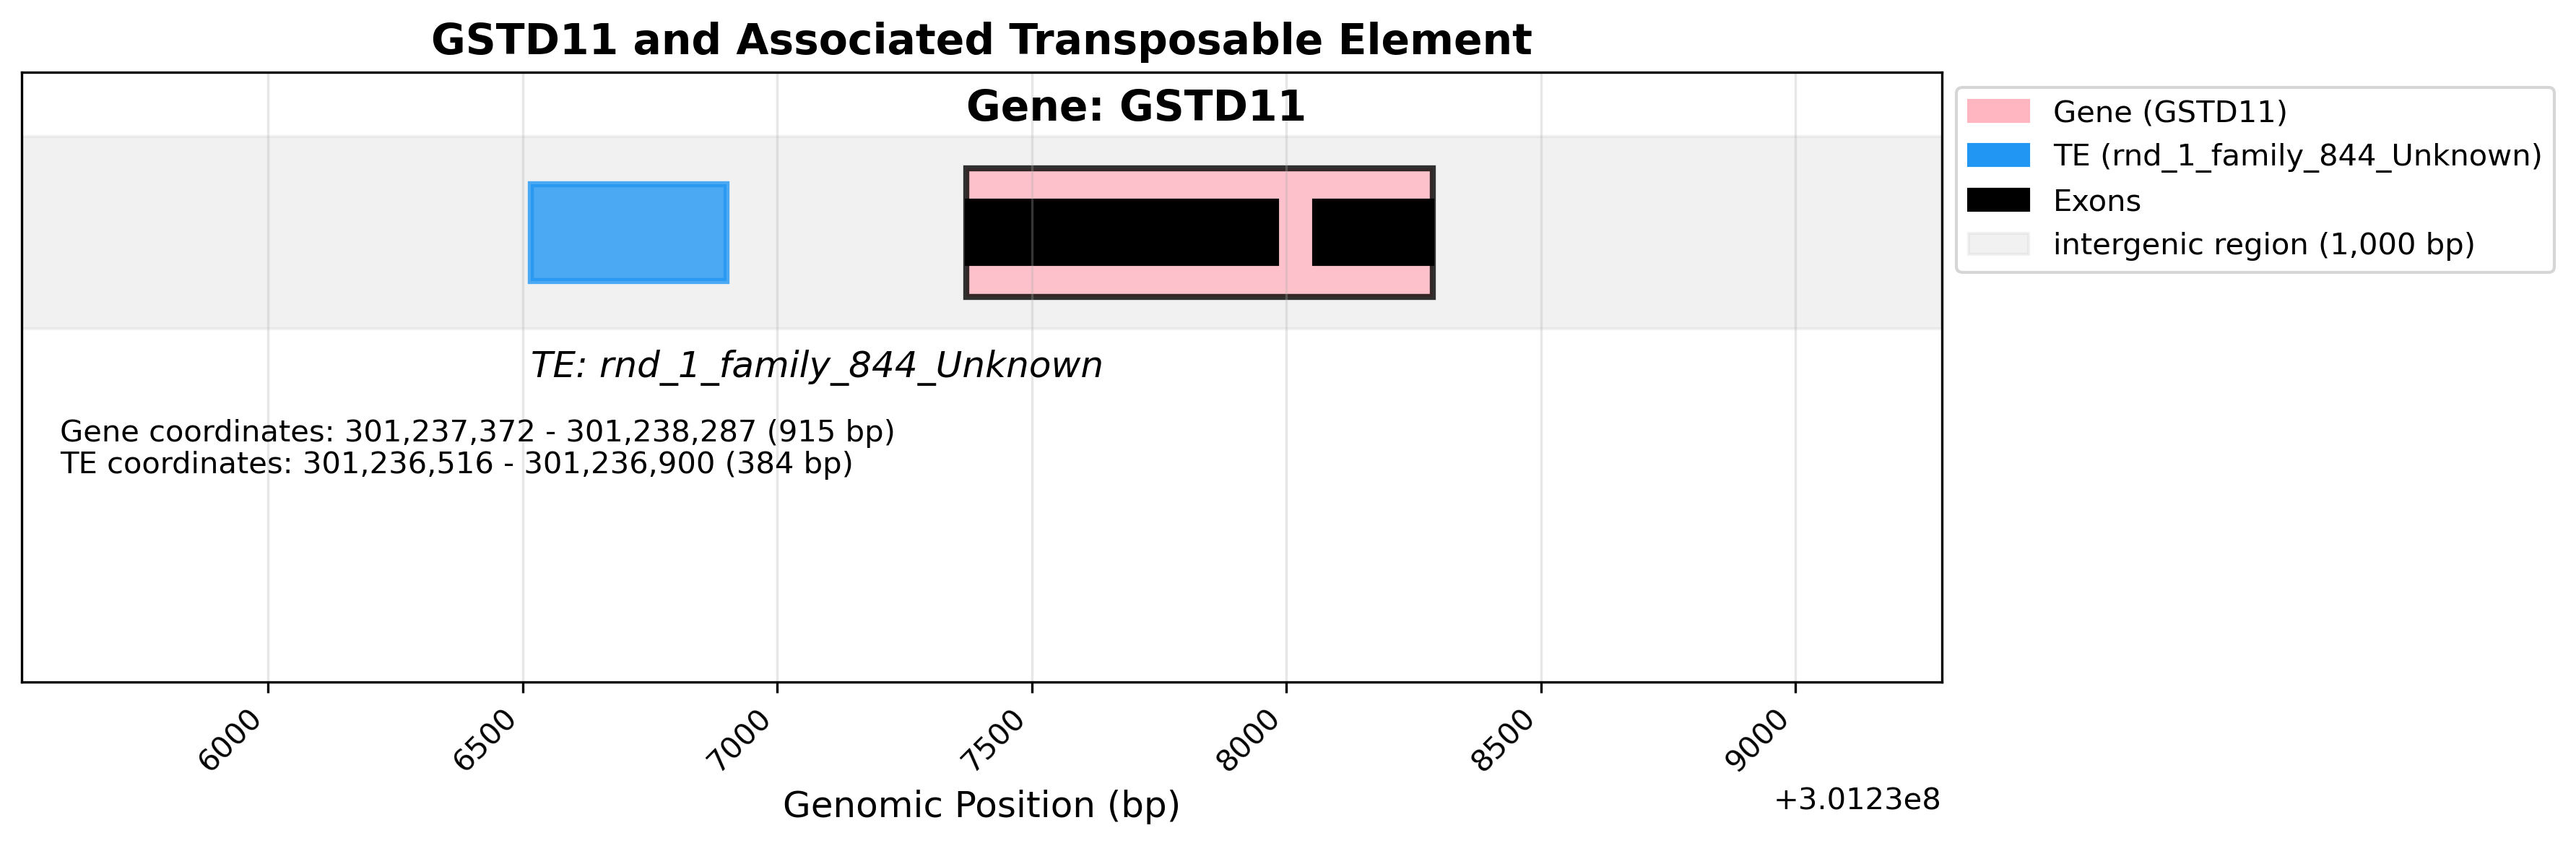 GSTD11 and Associated Transposable Element
Gene: GSTD11
Gene (GSTD11)
TE (rnd_1_family_844_Unknown)
Exons
intergenic region (1,000 bp)
TE: rnd_1_family_844_Unknown
Gene coordinates: 301,237,372 - 301,238,287 (915 bp)
TE coordinates: 301,236,516 - 301,236,900 (384 bp)
6000 6500 7000 7500 8000 8500 9000
+3.0123e8
Genomic Position (bp)